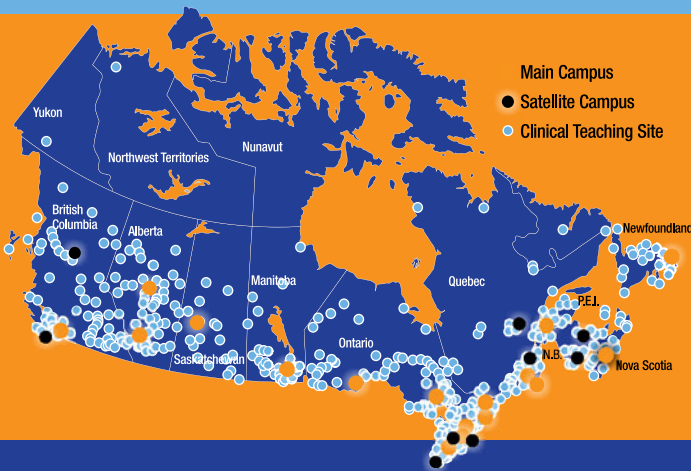 Main Campus
Satellite Campus
Clinical Teaching Site
Yukon
Northwest Territories
Nunavut
British
Columbia
Alberta
Newfoundland
Manitoba
Quebec
P.E.I.
Ontario
Saskatchewan
N.B.
Nova Scotia